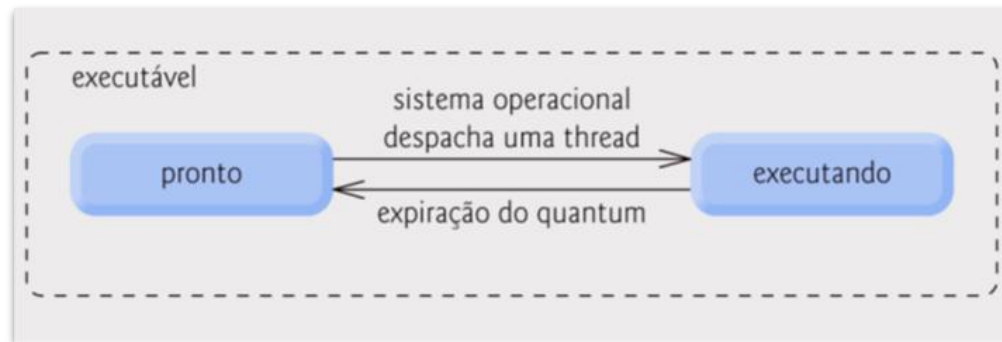 executável
sistema operacional
despacha uma thread
pronto
executando
expiração do quantum